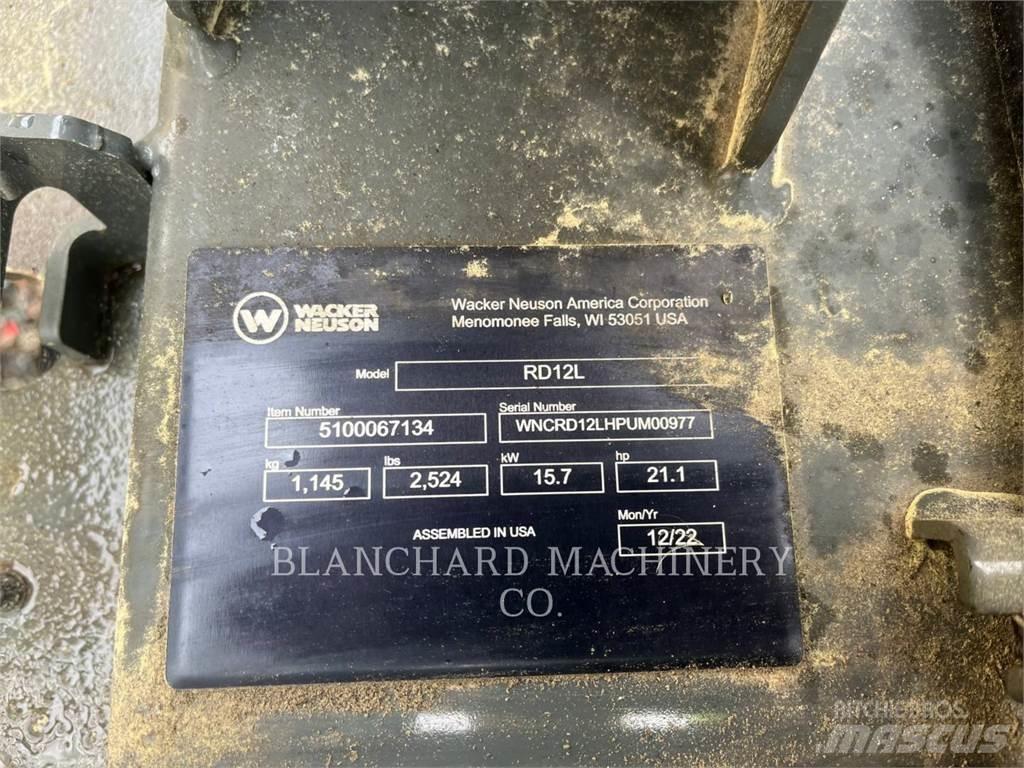 WACKER
NEUSON
Wacker Neuson America Corporation
Menomonee Falls, WI 53051 USA
Model RD12L
Item Number Serial Number
5100067134 WNCRD12LHPUM00977
kg lbs kW hp
1,145 2,524 15.7 21.1
Mon/Yr
ASSEMBLED IN USA 12/22
BLANCHARD MACHINERY
CO.
RITCHIE BROS
MASCUS